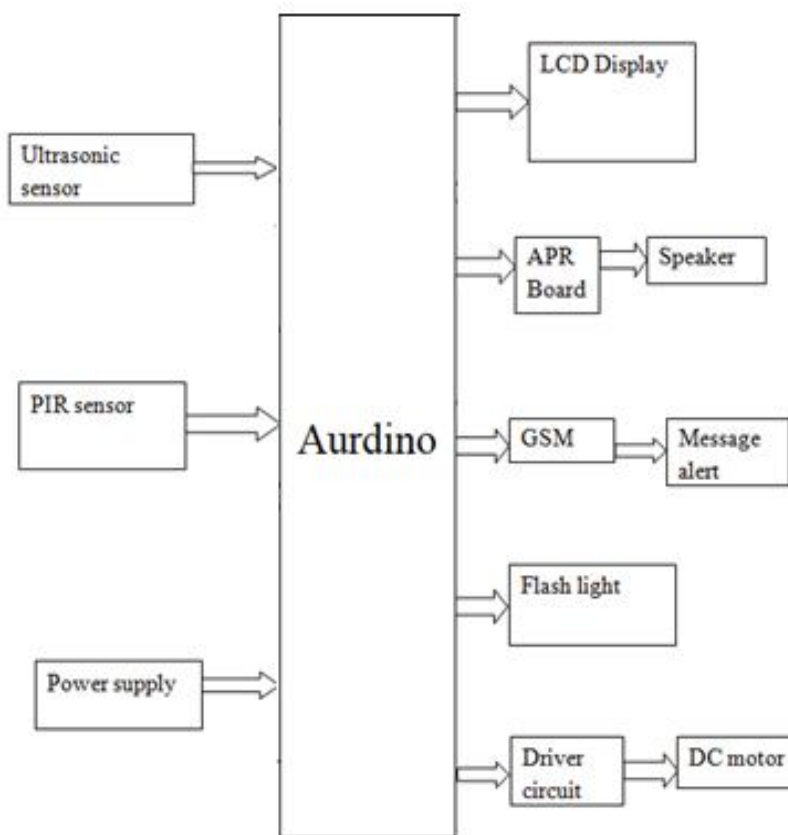 LCD Display
Ultrasonic
sensor
APR
Board
Speaker
PIR sensor
Aurdino
GSM
Message
alert
Flash light
Power supply
Driver
circuit
DC motor